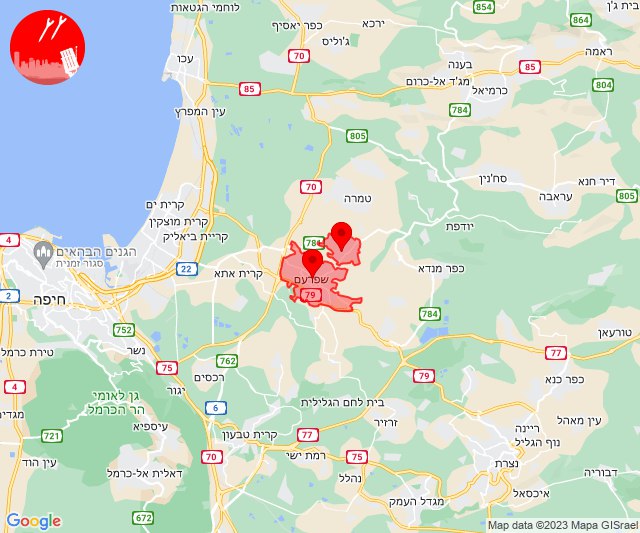 לוחמי הגטאות
כפר יאסיף
ירכא
854
בית ג'ן
ג'וליס
70
עכו
בענה
ראמה
85
מג'ד אל-כרום
85
כרמיאל
804
864
עין המפרץ
784
805
סח'נין
דיר חנא
70
טמרה
805
עראבה
קרית ים
קרית מוצקין
יודפת
קריית ביאליק
4
781
הגנים הבהאים
סגור זמנית
22
קרית אתא
כפר מנדא
שפרעם
2
חיפה
79
784
752
טורעאן
נשר
77
טירת כרמל
762
75
79
רכסים
כפר כנא
4
יגור
גן לאומי
הר הכרמל
בית לחם הגלילית
6
מגדים
זרזיר
עין מאהל
עיספיא
ריינה
721
קרית טבעון
77
נוף הגליל
70
רמת ישי
75
נצרת
עין הוד
דאלית אל-כרמל
דבוריה
נהלל
איכסאל
מגדל העמק
672
Google
Map data ©2023 Mapa GISrael